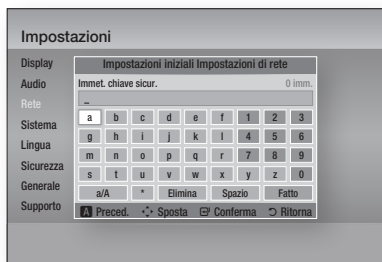 Impostazioni
Display
Audio
Rete
Sistema
Lingua
Sicurezza
Generale
Supporto
Impostazioni iniziali Impostazioni di rete
Immet. chiave sicur. 0 imm.
_
a b c d e f 1 2 3
g h i j k l 4 5 6
m n o p q r 7 8 9
s t u v w x y z 0
a/A * Elimina Spazio Fatto
A Preced. Sposta Conferma Ritorna